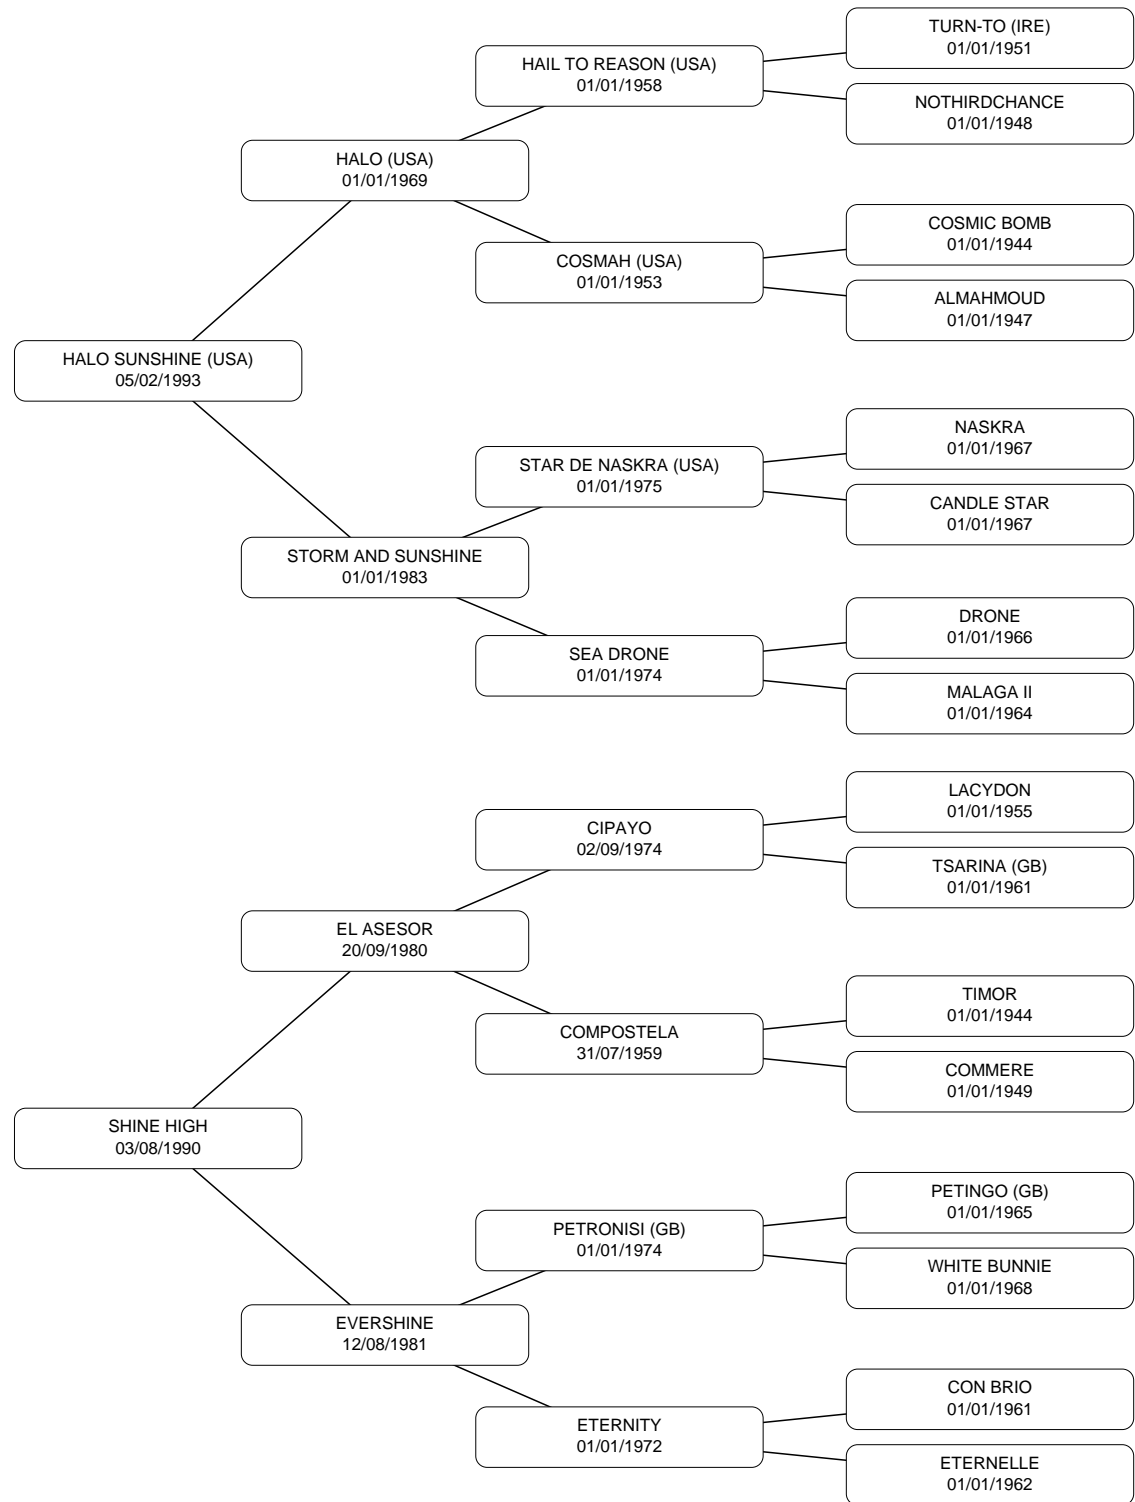 TURN-TO (IRE)
01/01/1951
HAIL TO REASON (USA)
01/01/1958
NOTHIRDCHANCE
01/01/1948
HALO (USA)
01/01/1969
COSMIC BOMB
01/01/1944
COSMAH (USA)
01/01/1953
ALMAHMOUD
01/01/1947
HALO SUNSHINE (USA)
05/02/1993
NASKRA
01/01/1967
STAR DE NASKRA (USA)
01/01/1975
CANDLE STAR
01/01/1967
STORM AND SUNSHINE
01/01/1983
DRONE
01/01/1966
SEA DRONE
01/01/1974
MALAGA II
01/01/1964
LACYDON
01/01/1955
CIPAYO
02/09/1974
TSARINA (GB)
01/01/1961
EL ASESOR
20/09/1980
TIMOR
01/01/1944
COMPOSTELA
31/07/1959
COMMERE
01/01/1949
SHINE HIGH
03/08/1990
PETINGO (GB)
01/01/1965
PETRONISI (GB)
01/01/1974
WHITE BUNNIE
01/01/1968
EVERSHINE
12/08/1981
CON BRIO
01/01/1961
ETERNITY
01/01/1972
ETERNELLE
01/01/1962